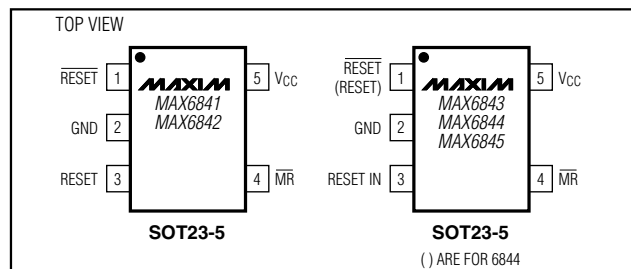 TOP VIEW
RESET 1
GND 2
RESET 3
MAXIM
MAX6841
MAX6842
5 VCC
4 MR
SOT23-5
RESET
(RESET) 1
GND 2
RESET IN 3
MAXIM
MAX6843
MAX6844
MAX6845
5 VCC
4 MR
SOT23-5
( ) ARE FOR 6844